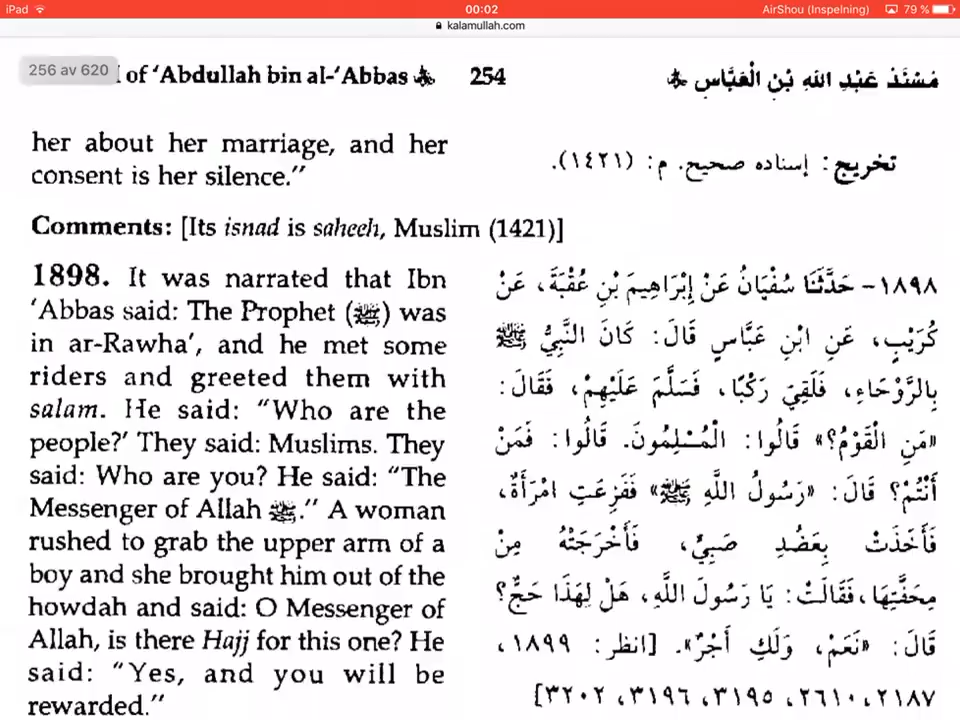 iPad 00:02 AirShou (Inspelning) 79 %
kalamullah.com
256 av 620 of ‘Abdullah bin al-‘Abbas 254 مُسْنَدُ عَبْدِ اللهِ بْنِ الْعَبَّاسِ
her about her marriage, and her
consent is her silence.”
تخريج: إسناده صحيح. م: (١٤٢١).
Comments: [Its isnad is saheeh, Muslim (1421)]
1898. It was narrated that Ibn
‘Abbas said: The Prophet (ﷺ) was
in ar-Rawha’, and he met some
riders and greeted them with
salam. He said: “Who are the
people?’ They said: Muslims. They
said: Who are you? He said: “The
Messenger of Allah ﷺ.” A woman
rushed to grab the upper arm of a
boy and she brought him out of the
howdah and said: O Messenger of
Allah, is there Hajj for this one? He
said: “Yes, and you will be
rewarded.”
١٨٩٨- حَدَّثَنَا سُفْيَانُ عَنْ إِبْرَاهِيمَ بْنِ عُقْبَةَ، عَنْ
كُرَيْبٍ، عَنِ ابْنِ عَبَّاسٍ قَالَ: كَانَ النَّبِيُّ ﷺ
بِالرَّوْحَاءِ، فَلَقِيَ رَكْبًا، فَسَلَّمَ عَلَيْهِمْ، فَقَالَ:
«مَنِ الْقَوْمُ؟» قَالُوا: الْمُسْلِمُونَ. قَالُوا: فَمَنْ
أَنْتُمْ؟ قَالَ: «رَسُولُ اللَّهِ ﷺ» فَفَزِعَتِ امْرَأَةٌ،
فَأَخَذَتْ بِعَضُدِ صَبِيٍّ، فَأَخْرَجَتْهُ مِنْ
مِحَفَّتِهَا، فَقَالَتْ: يَا رَسُولَ اللَّهِ، هَلْ لِهَذَا حَجٌّ؟
قَالَ: «نَعَمْ، وَلَكِ أَجْرٌ». [انظر: ١٨٩٩،
٢١٨٧، ٢٦١٠، ٣١٩٥، ٣١٩٦، ٣٢٠٢]